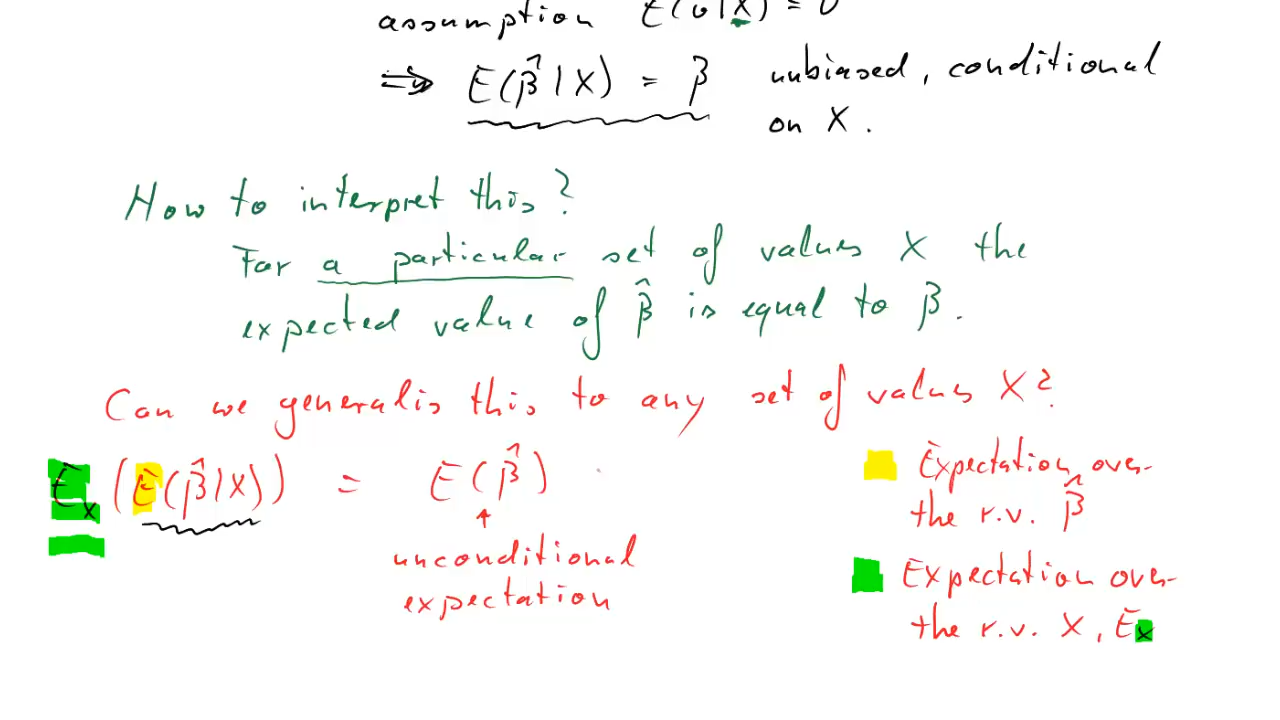 assumption E(u|X) = 0
⇒ E(β̂|X) = β unbiased, conditional
on X.
How to interpret this?
For a particular set of values X the
expected value of β̂ is equal to β.
Can we generalis this to any set of values X?
E_x (E(β̂|X)) = E(β̂)
unconditional
expectation
Expectation over
the r.v. β̂
Expectation over
the r.v. X, E_x